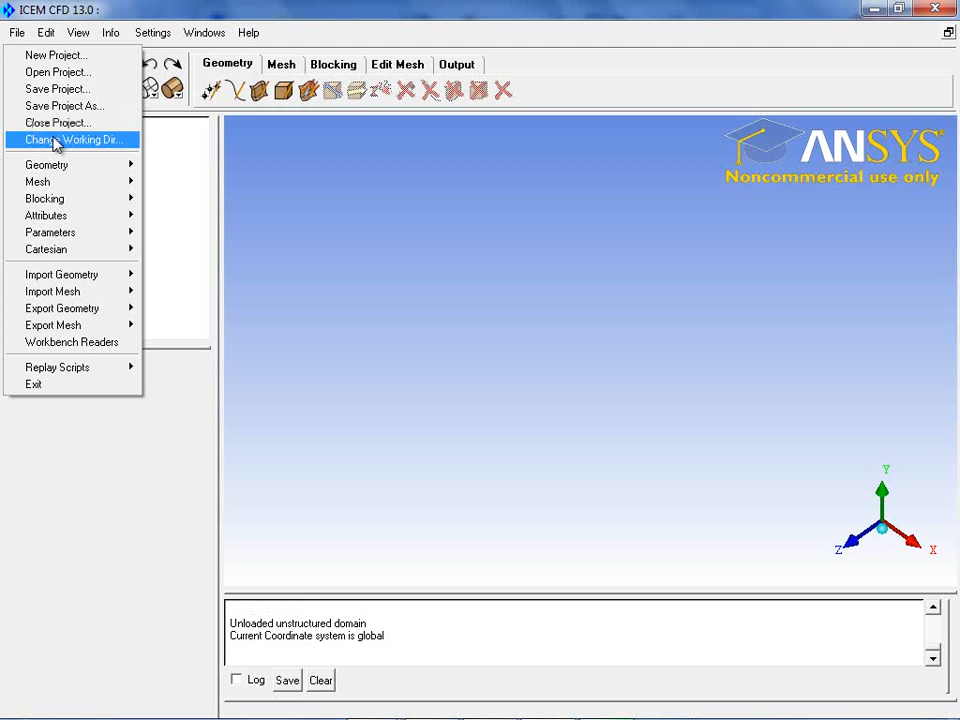 ICEM CFD 13.0 :
File Edit View Info Settings Windows Help
New Project...
Open Project...
Save Project...
Save Project As...
Close Project...
Change Working Dir...
Geometry
Mesh
Blocking
Attributes
Parameters
Cartesian
Import Geometry
Import Mesh
Export Geometry
Export Mesh
Workbench Readers
Replay Scripts
Exit
Geometry Mesh Blocking Edit Mesh Output
ANSYS
Noncommercial use only
Y
Z
X
Unloaded unstructured domain
Current Coordinate system is global
Log Save Clear